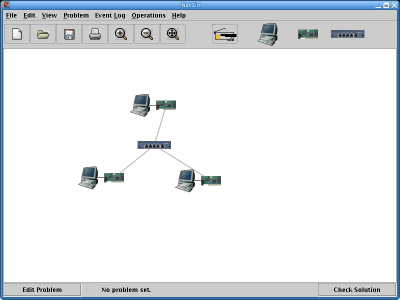 NetSim
File Edit View Problem Event Log Operations Help
Edit Problem No problem set. Check Solution